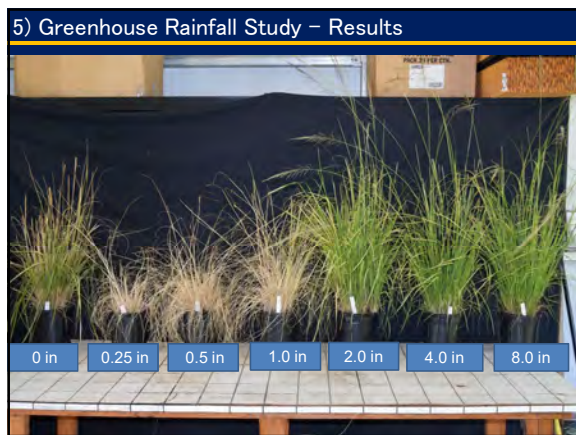 5) Greenhouse Rainfall Study – Results
0 in
0.25 in
0.5 in
1.0 in
2.0 in
4.0 in
8.0 in